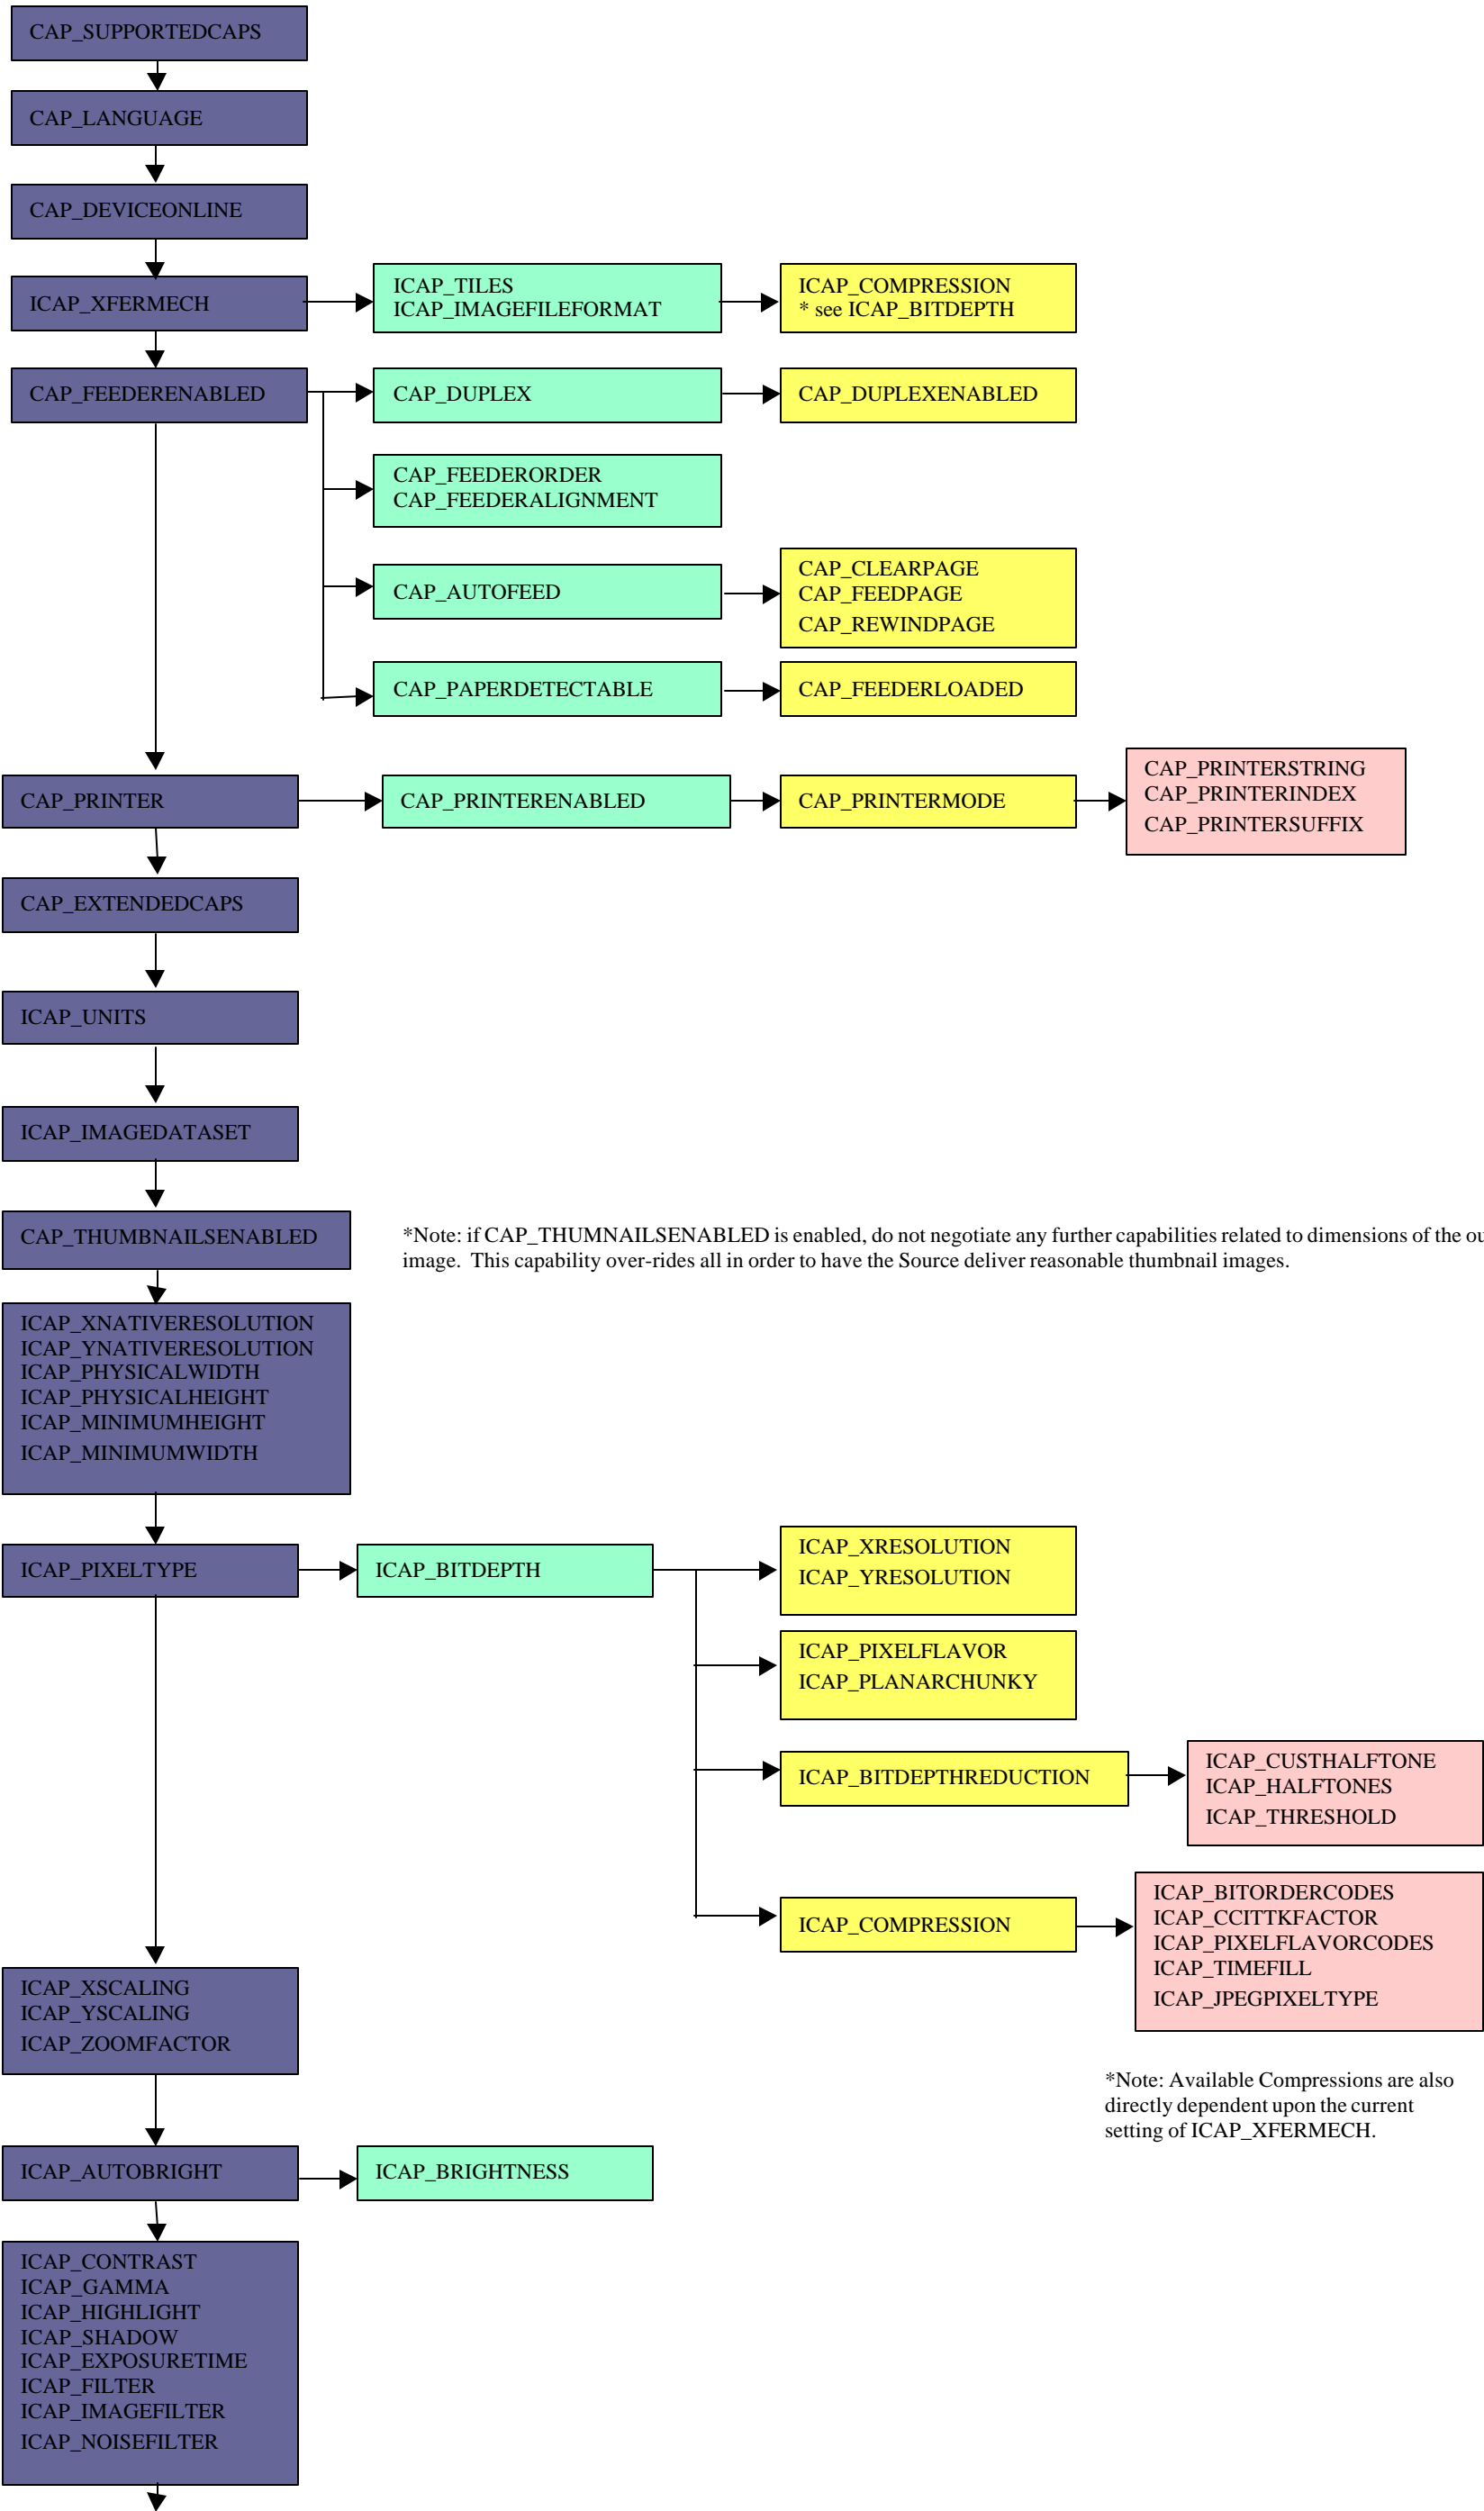 CAP_SUPPORTEDCAPS
CAP_LANGUAGE
CAP_DEVICEONLINE
ICAP_XFERMECH
ICAP_TILES
ICAP_IMAGEFILEFORMAT
ICAP_COMPRESSION
* see ICAP_BITDEPTH
CAP_FEEDERENABLED
CAP_DUPLEX
CAP_DUPLEXENABLED
CAP_FEEDERORDER
CAP_FEEDERALIGNMENT
CAP_AUTOFEED
CAP_CLEARPAGE
CAP_FEEDPAGE
CAP_REWINDPAGE
CAP_PAPERDETECTABLE
CAP_FEEDERLOADED
CAP_PRINTER
CAP_PRINTERENABLED
CAP_PRINTERMODE
CAP_PRINTERSTRING
CAP_PRINTERINDEX
CAP_PRINTERSUFFIX
CAP_EXTENDEDCAPS
ICAP_UNITS
ICAP_IMAGEDATASET
CAP_THUMBNAILSENABLED
*Note: if CAP_THUMNAILSENABLED is enabled, do not negotiate any further capabilities related to dimensions of the ou
image. This capability over-rides all in order to have the Source deliver reasonable thumbnail images.
ICAP_XNATIVERESOLUTION
ICAP_YNATIVERESOLUTION
ICAP_PHYSICALWIDTH
ICAP_PHYSICALHEIGHT
ICAP_MINIMUMHEIGHT
ICAP_MINIMUMWIDTH
ICAP_PIXELTYPE
ICAP_BITDEPTH
ICAP_XRESOLUTION
ICAP_YRESOLUTION
ICAP_PIXELFLAVOR
ICAP_PLANARCHUNKY
ICAP_BITDEPTHREDUCTION
ICAP_CUSTHALFTONE
ICAP_HALFTONES
ICAP_THRESHOLD
ICAP_COMPRESSION
ICAP_BITORDERCODES
ICAP_CCITTKFACTOR
ICAP_PIXELFLAVORCODES
ICAP_TIMEFILL
ICAP_JPEGPIXELTYPE
*Note: Available Compressions are also
directly dependent upon the current
setting of ICAP_XFERMECH.
ICAP_XSCALING
ICAP_YSCALING
ICAP_ZOOMFACTOR
ICAP_AUTOBRIGHT
ICAP_BRIGHTNESS
ICAP_CONTRAST
ICAP_GAMMA
ICAP_HIGHLIGHT
ICAP_SHADOW
ICAP_EXPOSURETIME
ICAP_FILTER
ICAP_IMAGEFILTER
ICAP_NOISEFILTER